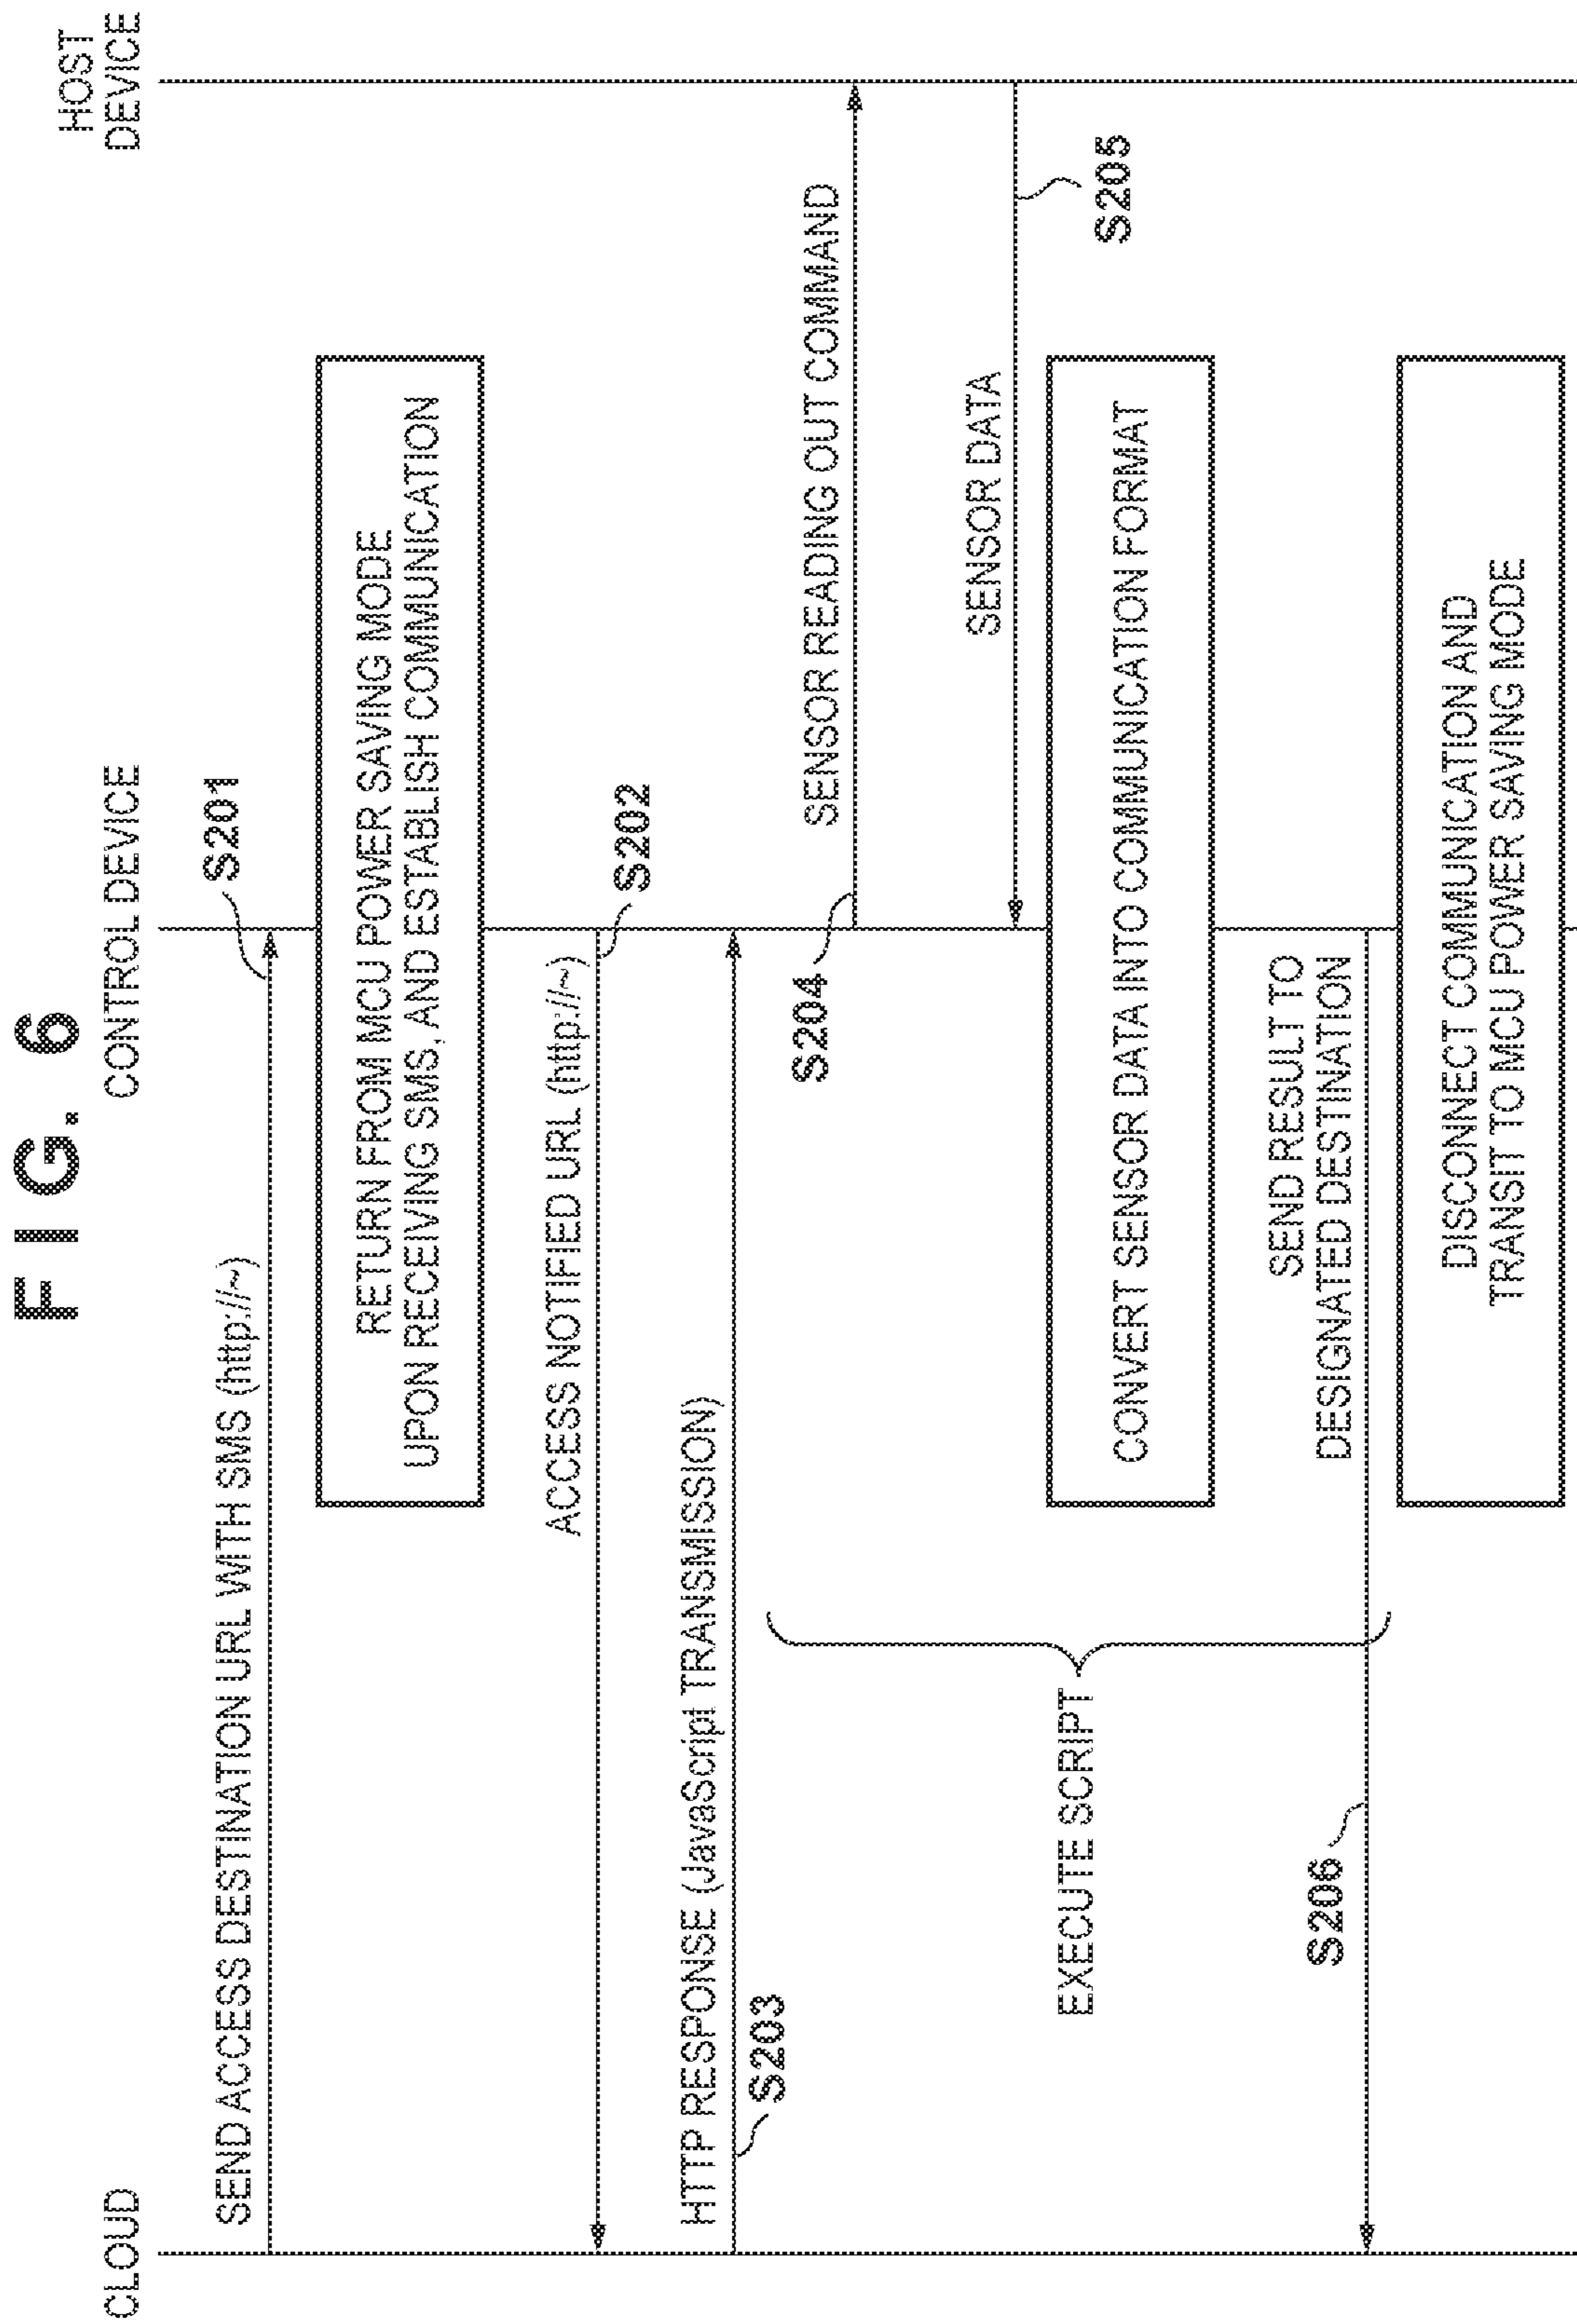 FIG. 6
CLOUD
CONTROL DEVICE
HOST
DEVICE
SEND ACCESS DESTINATION URL WITH SMS (http://~)
S201
RETURN FROM MCU POWER SAVING MODE
UPON RECEIVING SMS, AND ESTABLISH COMMUNICATION
ACCESS NOTIFIED URL (http://~)
S202
HTTP RESPONSE (JavaScript TRANSMISSION)
S203
SENSOR READING OUT COMMAND
S204
SENSOR DATA
S205
EXECUTE SCRIPT
CONVERT SENSOR DATA INTO COMMUNICATION FORMAT
SEND RESULT TO
DESIGNATED DESTINATION
S206
DISCONNECT COMMUNICATION AND
TRANSIT TO MCU POWER SAVING MODE